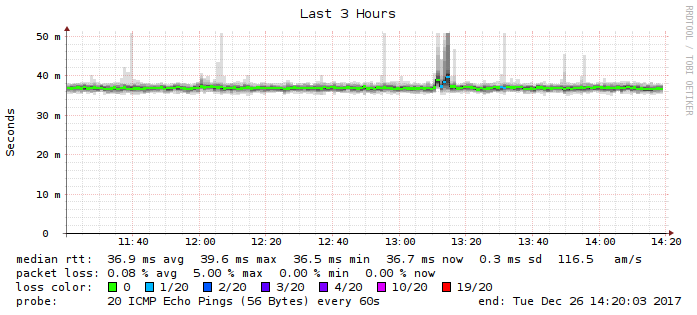 Last 3 Hours
RRDTOOL / TOBI OETIKER
Seconds
50 m
40 m
30 m
20 m
10 m
0
11:40 12:00 12:20 12:40 13:00 13:20 13:40 14:00 14:20
median rtt: 36.9 ms avg 39.6 ms max 36.5 ms min 36.7 ms now 0.3 ms sd 116.5 am/s
packet loss: 0.08 % avg 5.00 % max 0.00 % min 0.00 % now
loss color: 0 1/20 2/20 3/20 4/20 10/20 19/20
probe: 20 ICMP Echo Pings (56 Bytes) every 60s end: Tue Dec 26 14:20:03 2017